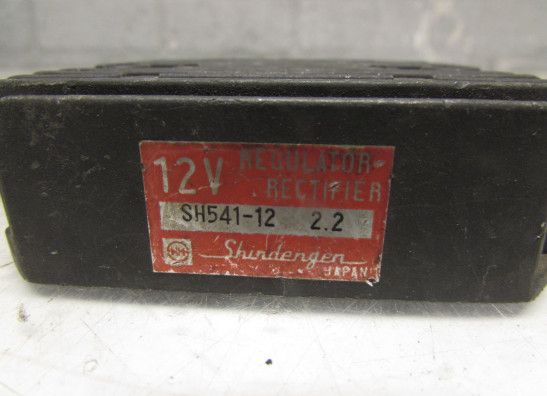 12V REGULATOR-
RECTIFIER
SH541-12 2.2
Shindengen
JAPAN